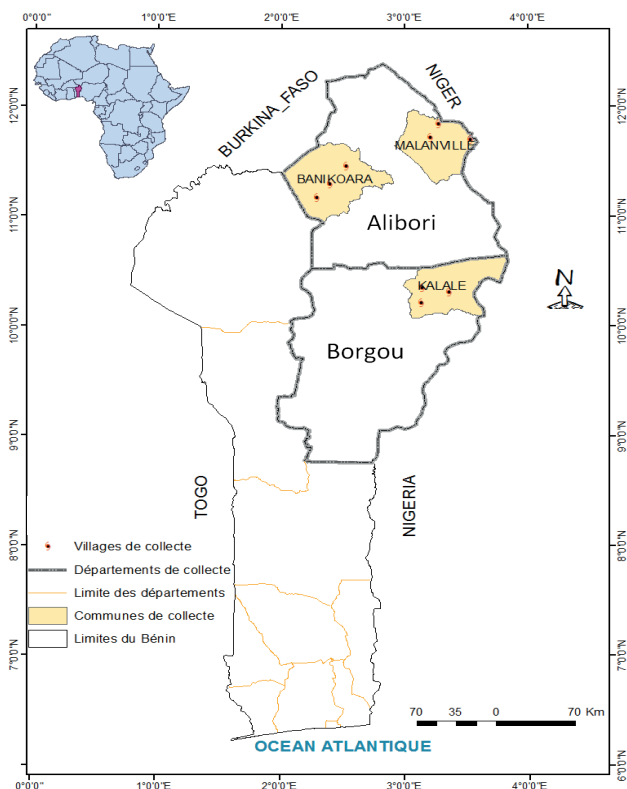 0°0'0" 1°0'0"E 2°0'0"E 3°0'0"E 4°0'0"E
12°0'0"N
11°0'0"N
10°0'0"N
9°0'0"N
8°0'0"N
7°0'0"N
BURKINA_FASO
NIGER
MALANVILLE
BANIKOARA
Alibori
KALALE
N
Borgou
TOGO
NIGERIA
Villages de collecte
Départements de collecte
Limite des départements
Communes de collecte
Limites du Bénin
70 35 0 70 Km
OCEAN ATLANTIQUE
12°0'0"N
11°0'0"N
10°0'0"N
9°0'0"N
8°0'0"N
7°0'0"N
6°0'0"N
0°0'0" 1°0'0"E 2°0'0"E 3°0'0"E 4°0'0"E